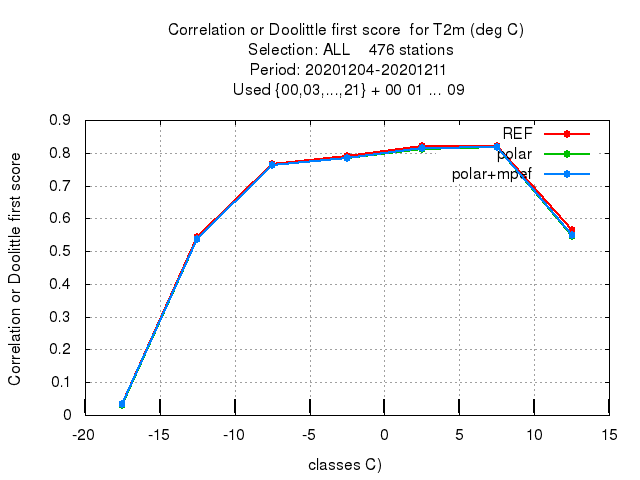 Correlation or Doolittle first score  for T2m (deg C)
Selection: ALL    476 stations
Period: 20201204-20201211
Used {00,03,...,21} + 00 01 ... 09
Correlation or Doolittle first score
0.9
0.8
0.7
0.6
0.5
0.4
0.3
0.2
0.1
0
REF
polar
polar+mpef
-20 -15 -10 -5 0 5 10 15
classes C)